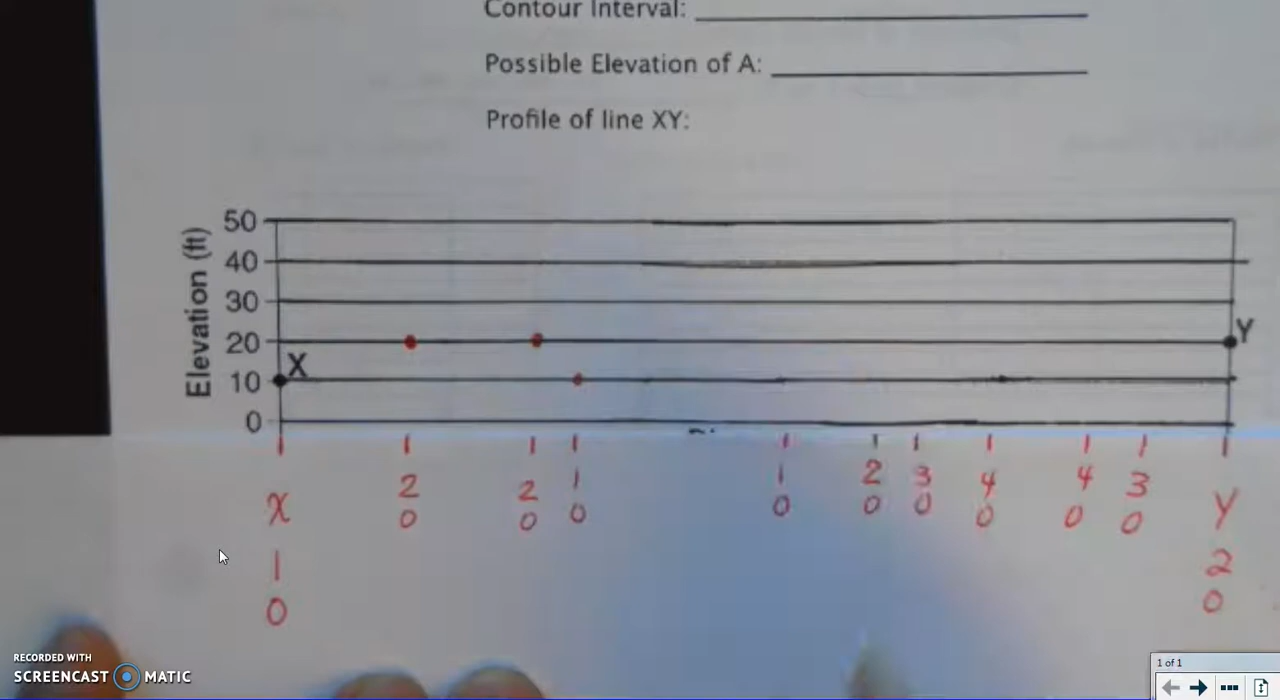 Contour Interval:
Possible Elevation of A:
Profile of line XY:
Elevation (ft)
50
40
30
20
10
0
X
Y
X 10
20
20
10
10
20
30
40
40
30
Y 20
RECORDED WITH
SCREENCAST MATIC
1 of 1